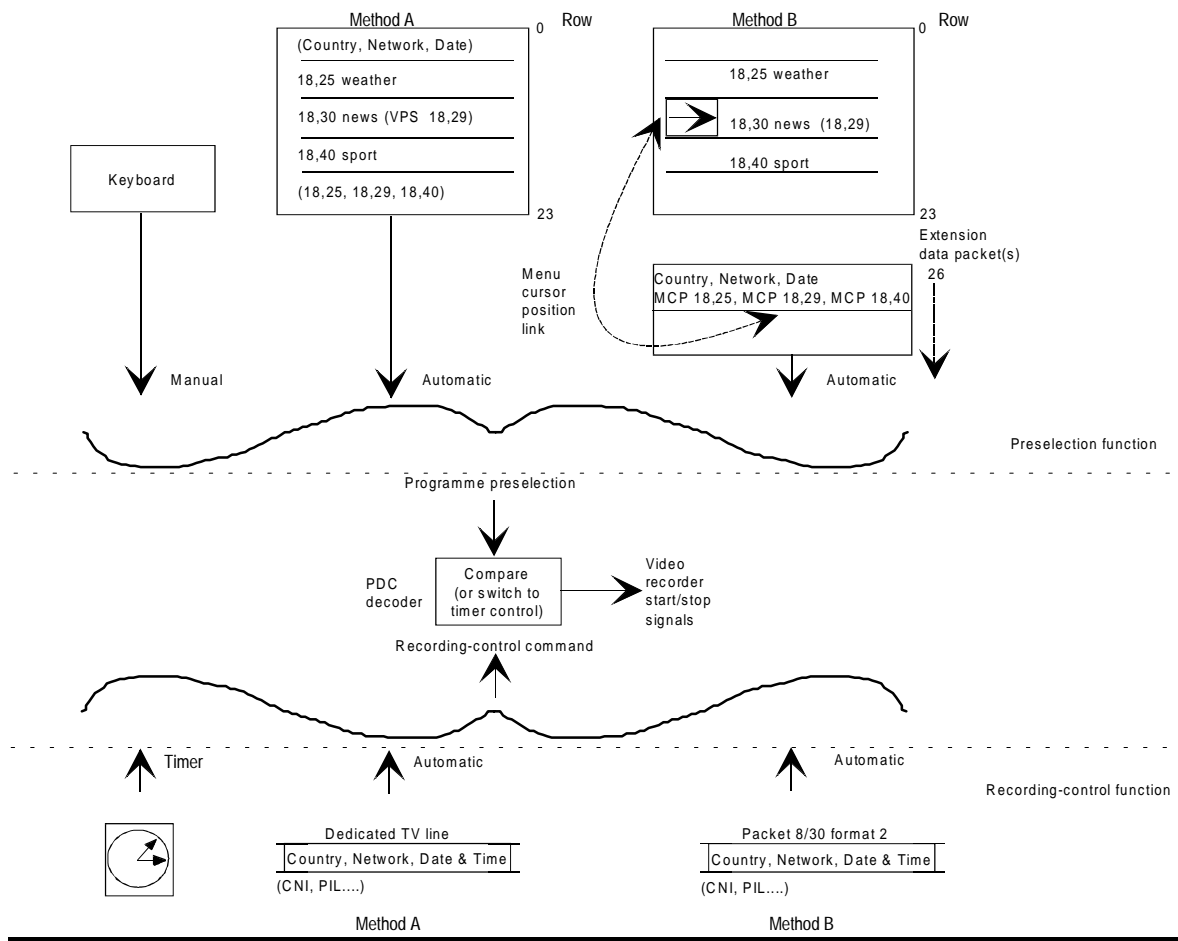 Method A
0 Row
(Country, Network, Date)
18,25 weather
18,30 news (VPS 18,29)
18,40 sport
(18,25, 18,29, 18,40)
23
Method B
0 Row
18,25 weather
18,30 news (18,29)
18,40 sport
23
Keyboard
Extension
data packet(s)
26
Menu
cursor
position
link
Country, Network, Date
MCP 18,25, MCP 18,29, MCP 18,40
Manual
Automatic
Automatic
Preselection function
Programme preselection
PDC
decoder
Compare
(or switch to
timer control)
Video
recorder
start/stop
signals
Recording-control command
Timer
Automatic
Automatic
Recording-control function
Dedicated TV line
Country, Network, Date & Time
(CNI, PIL....)
Method A
Packet 8/30 format 2
Country, Network, Date & Time
(CNI, PIL....)
Method B